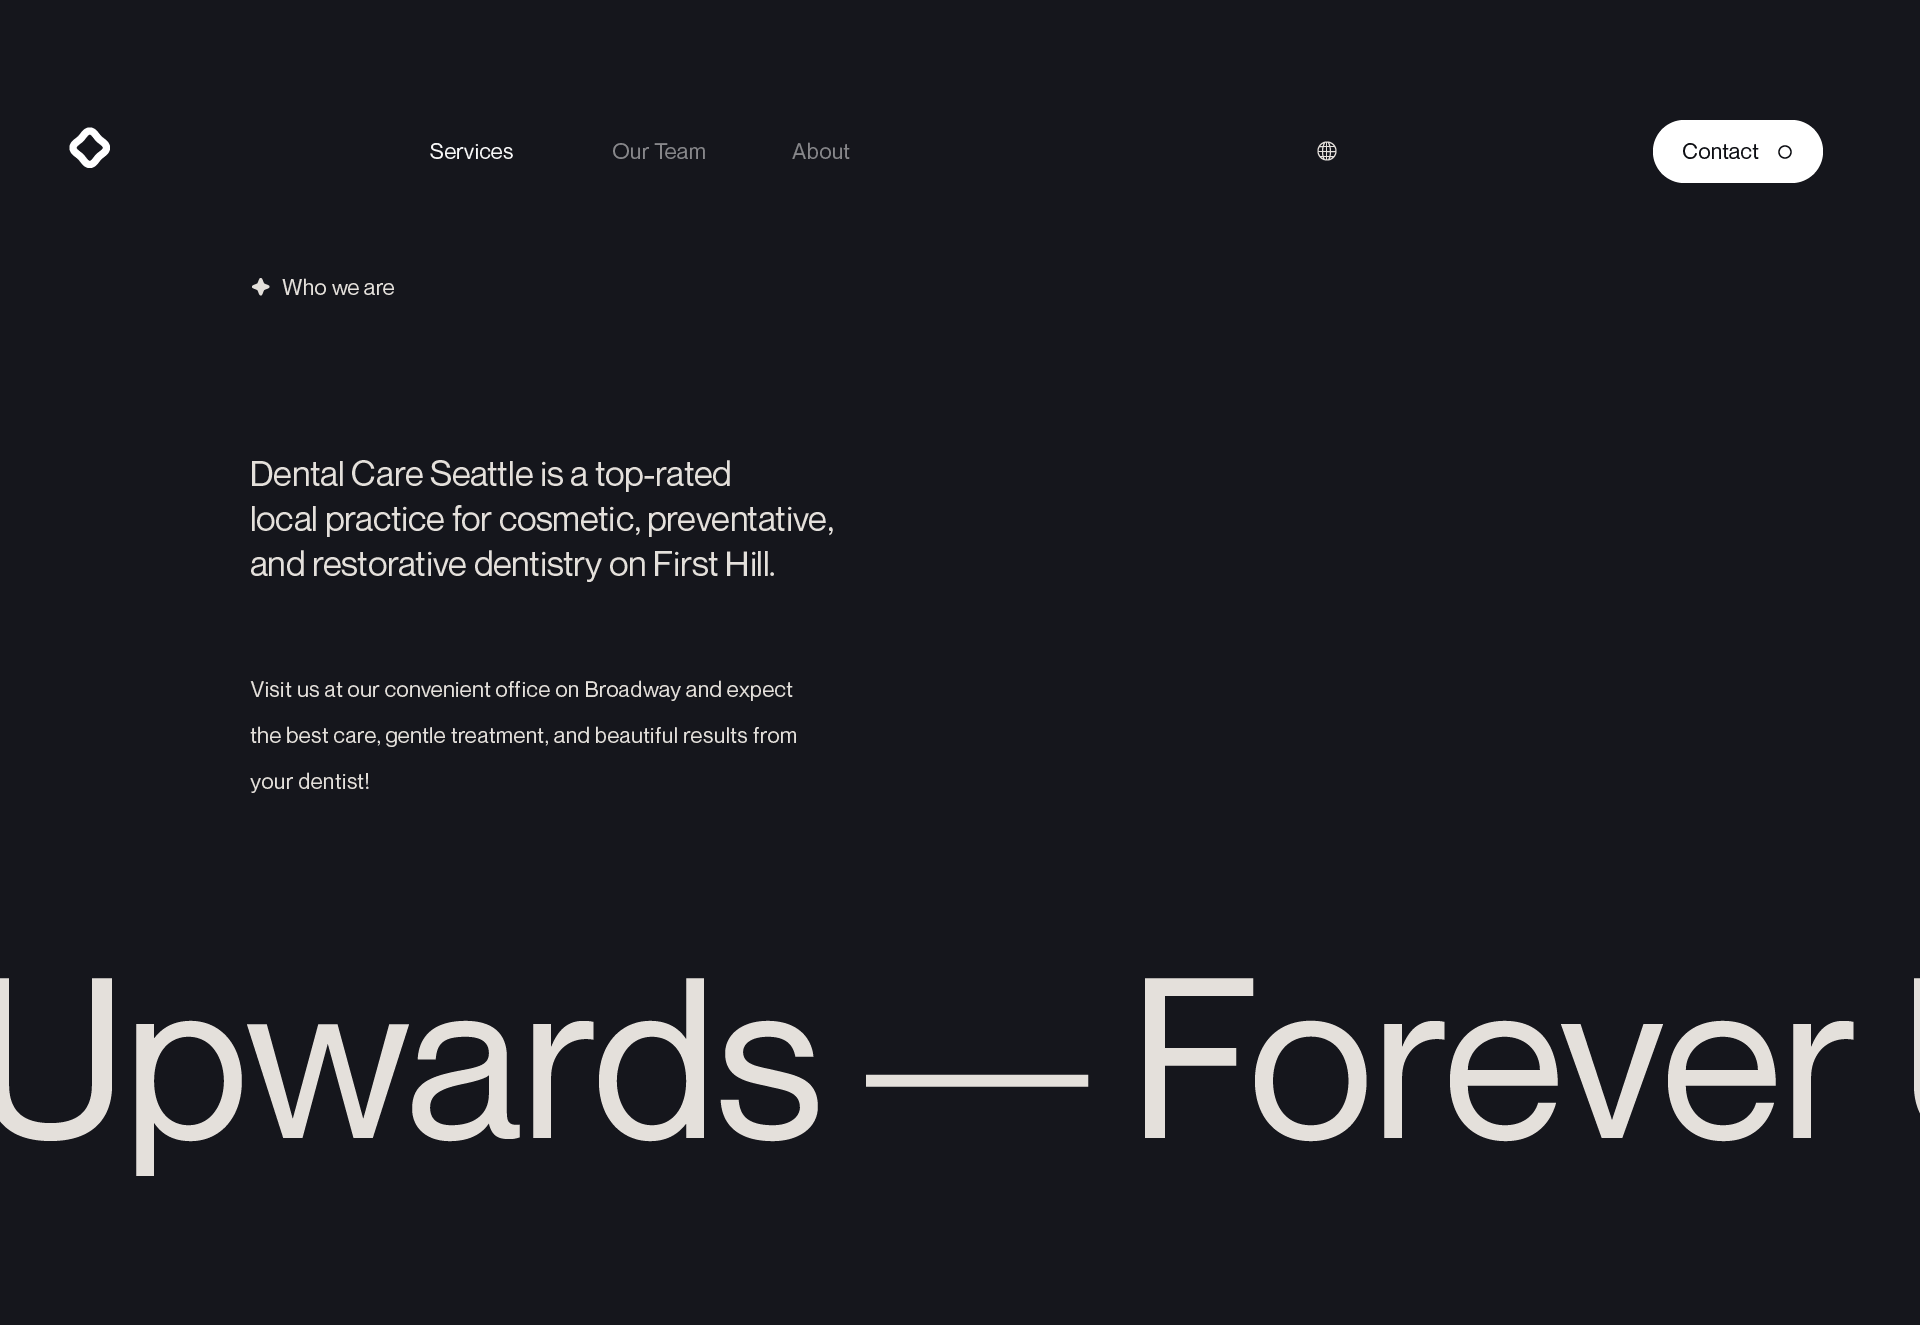 Services
Our Team
About
Contact
Who we are
Dental Care Seattle is a top-rated
local practice for cosmetic, preventative,
and restorative dentistry on First Hill.
Visit us at our convenient office on Broadway and expect
the best care, gentle treatment, and beautiful results from
your dentist!
Upwards — Forever